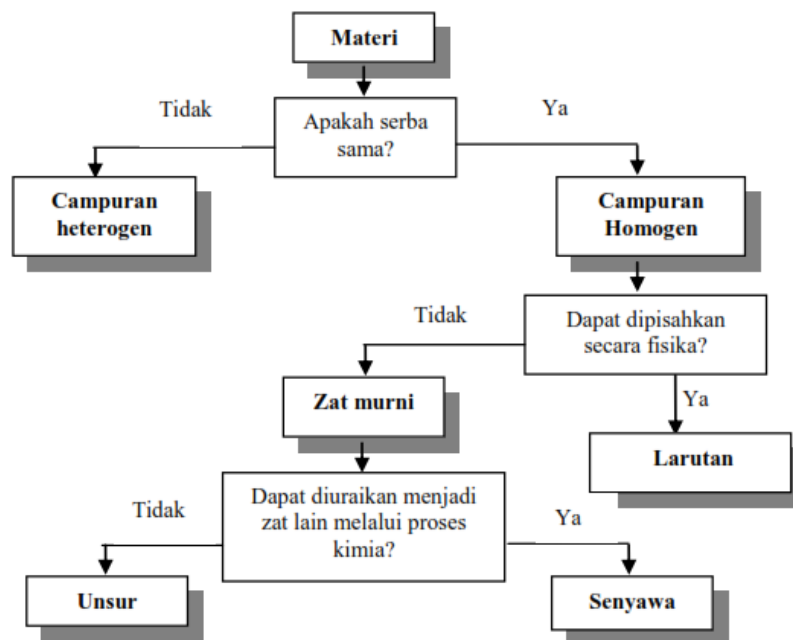 Materi
Tidak
Apakah serba
sama?
Ya
Campuran
heterogen
Campuran
Homogen
Tidak
Dapat dipisahkan
secara fisika?
Zat murni
Ya
Larutan
Tidak
Dapat diuraikan menjadi
zat lain melalui proses
kimia?
Ya
Unsur
Senyawa